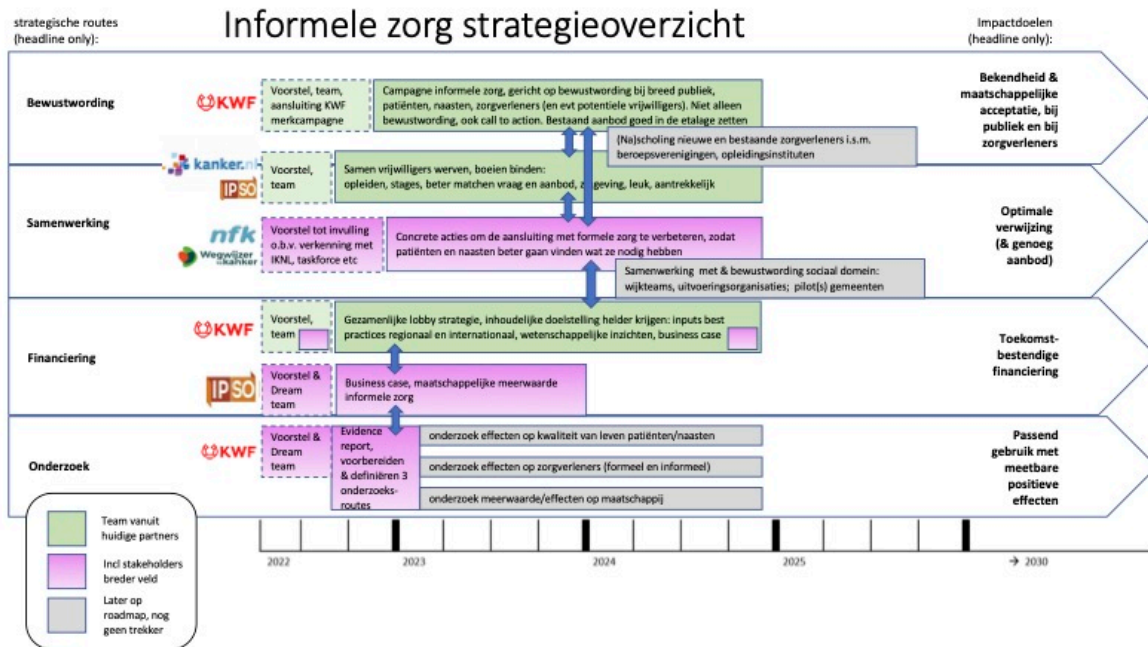 strategische routes
(headline only):
Informele zorg strategieoverzicht
Impactdoelen
(headline only):
Bewustwording
KWF
Voorstel, team,
aansluiting KWF
merkcampagne
Campagne informele zorg, gericht op bewustwording bij breed publiek,
patiënten, naasten, zorgverleners (en evt potentiele vrijwilligers). Niet alleen
bewustwording, ook call to action. Bestaand aanbod goed in de etalage zetten
Bekendheid &
maatschappelijke
acceptatie, bij
publiek en bij
zorgverleners
(Na)scholing nieuwe en bestaande zorgverleners i.s.m.
beroepsverenigingen, opleidingsinstituten
kanker.nl
IPSO
Voorstel,
team
Samen vrijwilligers werven, boeien binden:
opleiden, stages, beter matchen vraag en aanbod, geving, leuk, aantrekkelijk
Samenwerking
nfk
Wegwijzer
kanker
Voorstel tot invulling
o.b.v. verkenning met
IKNL, taskforce etc
Concrete acties om de aansluiting met formele zorg te verbeteren, zodat
patiënten en naasten beter gaan vinden wat ze nodig hebben
Optimale
verwijzing
(& genoeg
aanbod)
Samenwerking met & bewustwording sociaal domein:
wijkteams, uitvoeringsorganisaties; pilot(s) gemeenten
Financiering
KWF
Voorstel,
team
Gezamenlijke lobby strategie, inhoudelijke doelstelling helder krijgen: inputs best
practices regionaal en internationaal, wetenschappelijke inzichten, business case
Toekomst-
bestendige
financiering
IPSO
Voorstel &
Dream
team
Business case, maatschappelijke meerwaarde
informele zorg
Onderzoek
KWF
Voorstel &
Dream
team
Evidence
report,
voorbereiden
& definiëren 3
onderzoeks-
routes
onderzoek effecten op kwaliteit van leven patiënten/naasten
onderzoek effecten op zorgverleners (formeel en informeel)
onderzoek meerwaarde/effecten op maatschappij
Passend
gebruik met
meetbare
positieve
effecten
Team vanuit
huidige partners
Incl stakeholders
breder veld
Later op
roadmap, nog
geen trekker
2022
2023
2024
2025
→ 2030